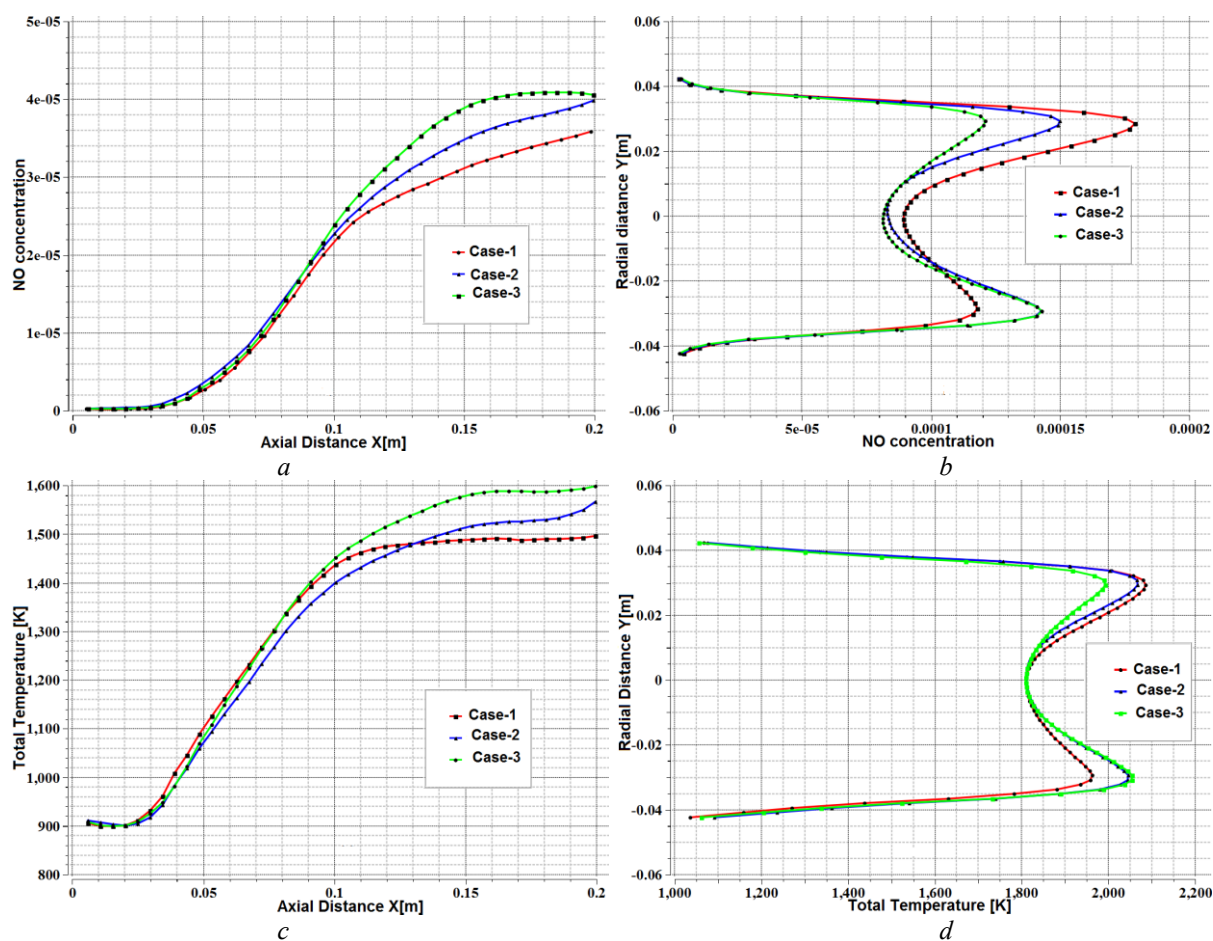 5e-05
4e-05
3e-05
2e-05
1e-05
0
NO concentration
0
0.05
0.1
0.15
0.2
Axial Distance X[m]
Case-1
Case-2
Case-3
a
0.06
0.04
0.02
0
-0.02
-0.04
-0.06
Radial diatance Y[m]
0
5e-05
0.0001
0.00015
0.0002
NO concentration
Case-1
Case-2
Case-3
b
1,600
1,500
1,400
1,300
1,200
1,100
1,000
900
800
Total Temperature [K]
0
0.05
0.1
0.15
0.2
Axial Distance X[m]
Case-1
Case-2
Case-3
c
0.06
0.04
0.02
0
-0.02
-0.04
-0.06
Radial Distance Y[m]
1,000
1,200
1,400
1,600
1,800
2,000
2,200
Total Temperature [K]
Case-1
Case-2
Case-3
d